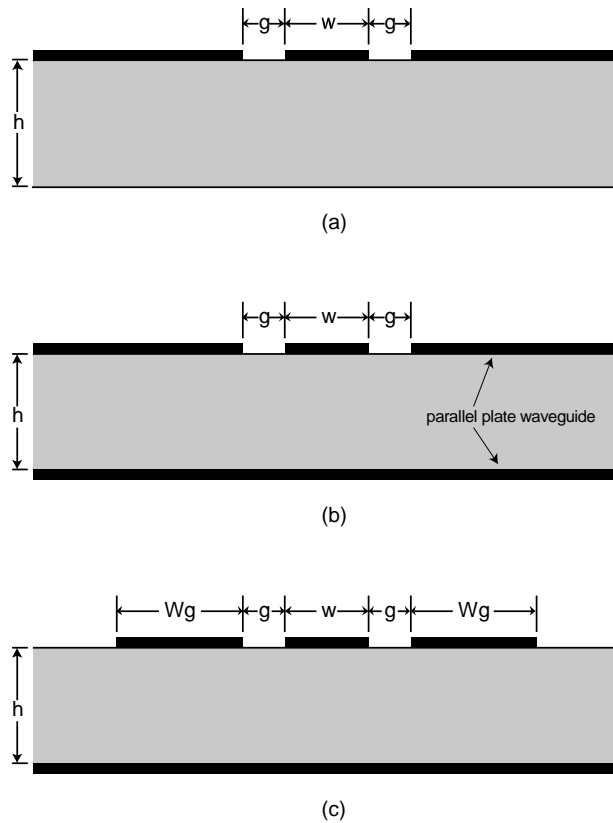 g w g
h
(a)
g w g
h
parallel plate waveguide
(b)
Wg g w g Wg
h
(c)